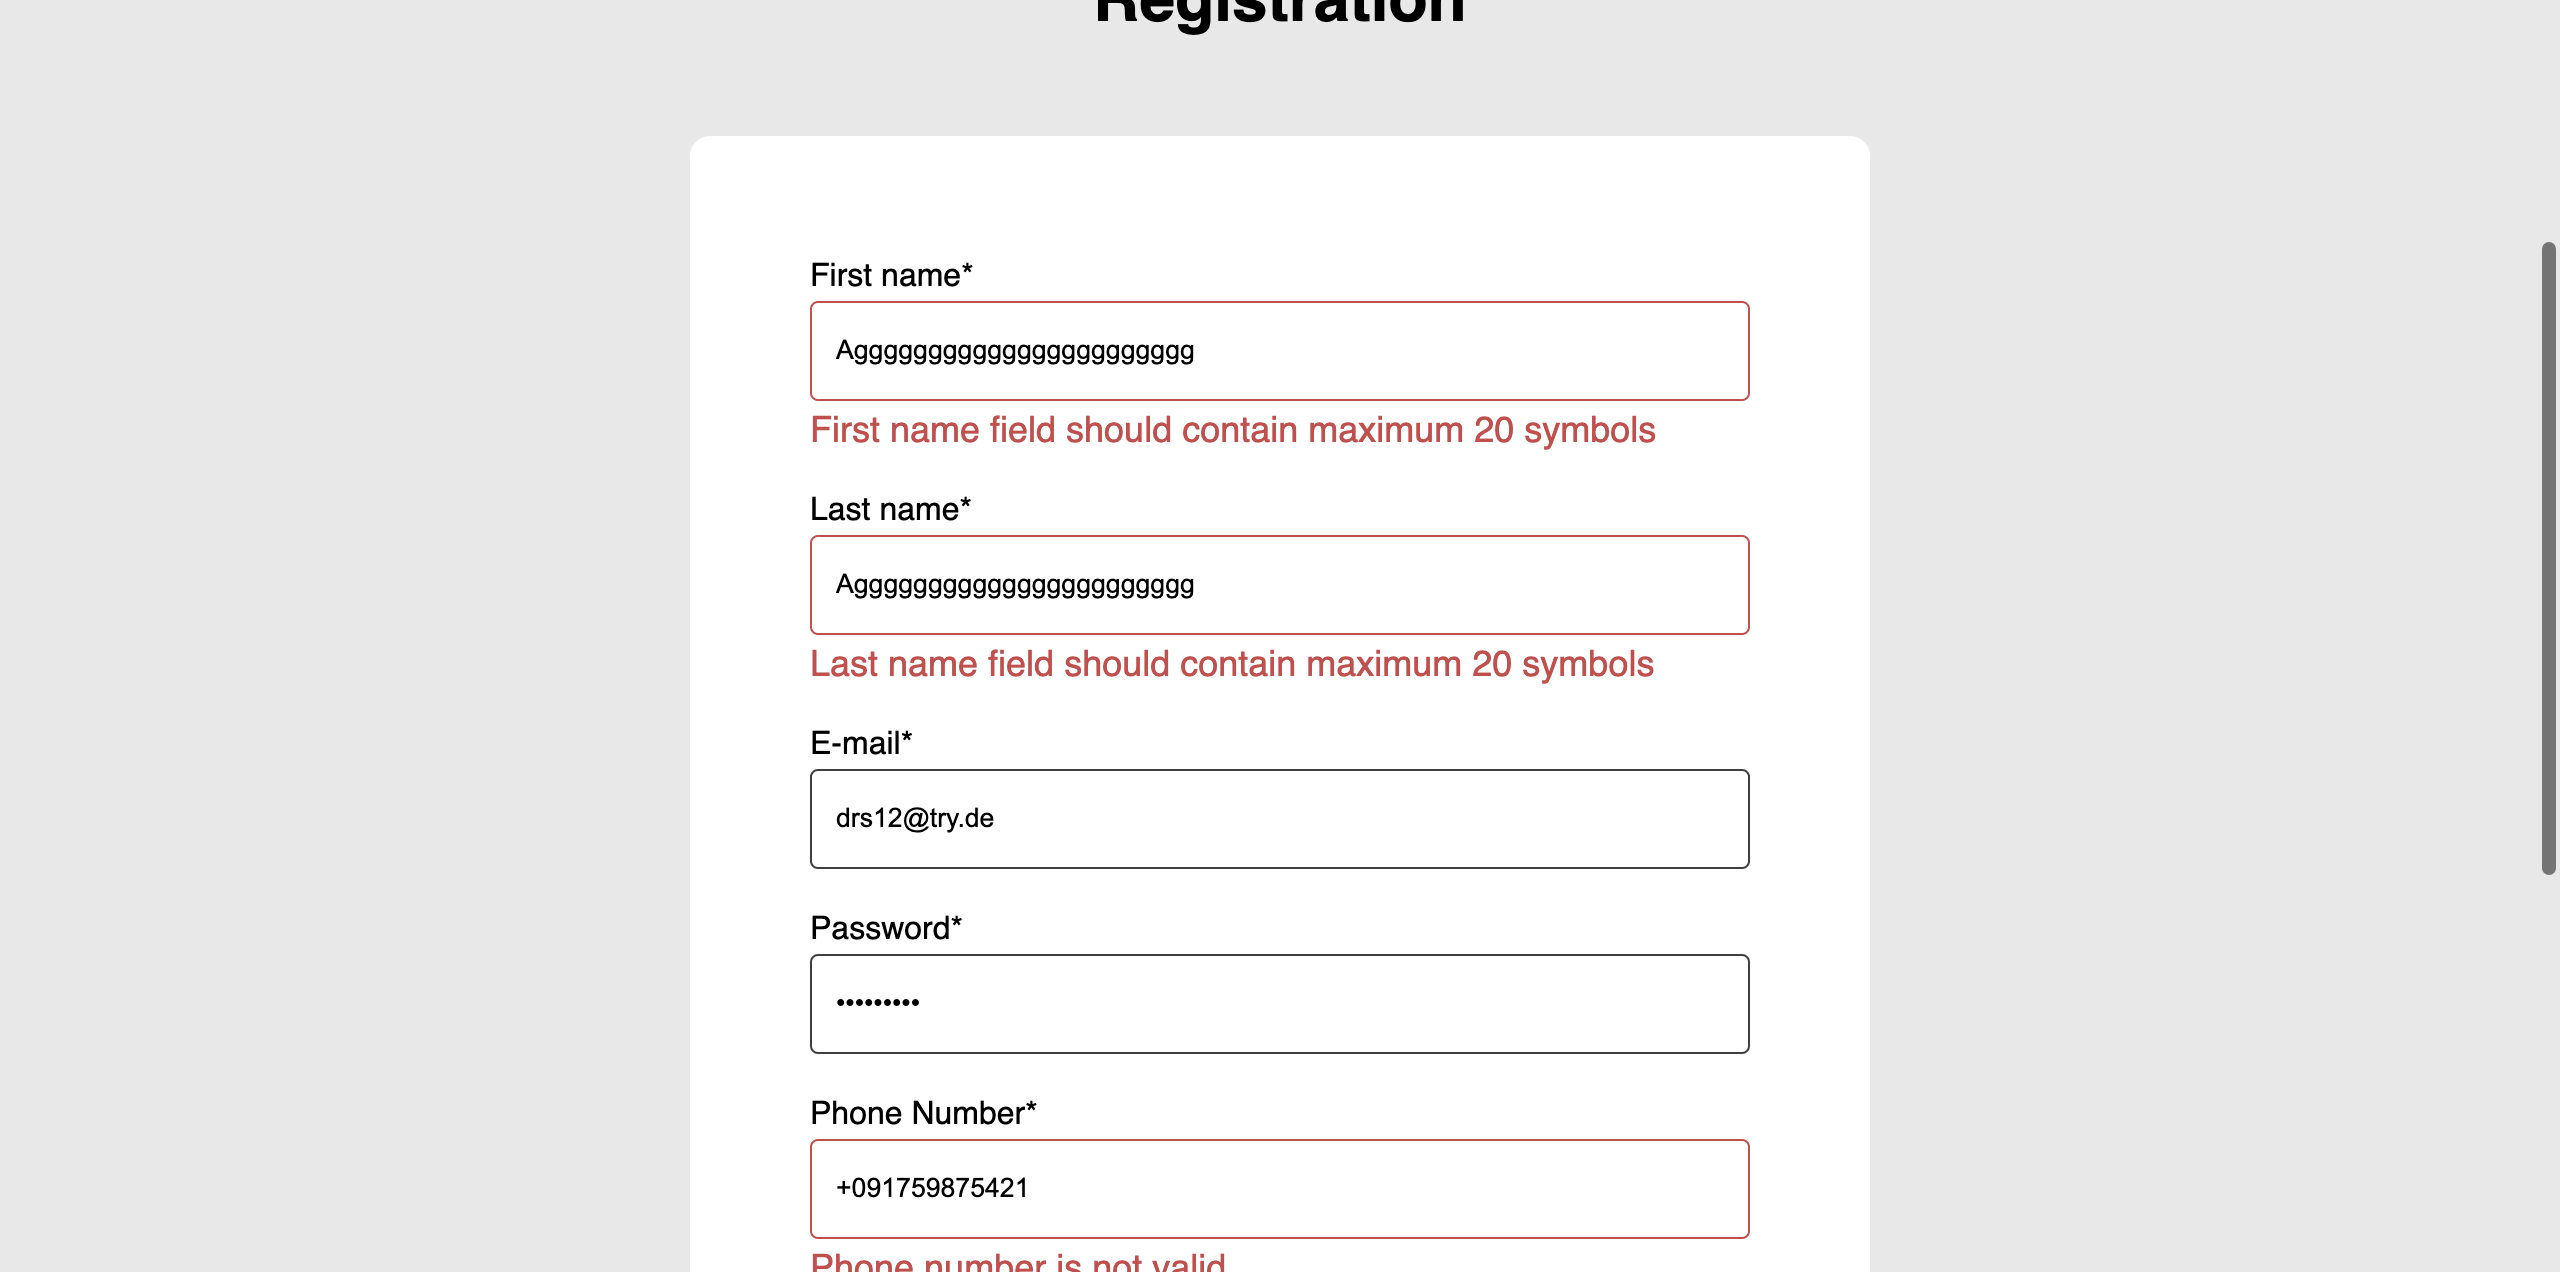 Registration
First name*
Aggggggggggggggggggggggg
First name field should contain maximum 20 symbols
Last name*
Aggggggggggggggggggggggg
Last name field should contain maximum 20 symbols
E-mail*
drs12@try.de
Password*
•••••••••
Phone Number*
+091759875421
Phone number is not valid